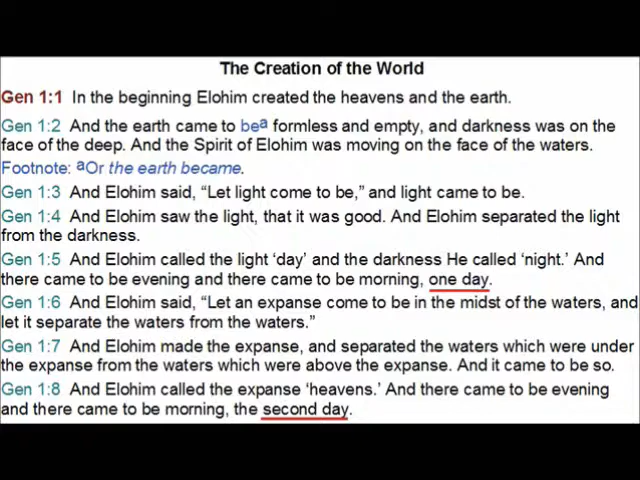 The Creation of the World
Gen 1:1 In the beginning Elohim created the heavens and the earth.
Gen 1:2 And the earth came to beª formless and empty, and darkness was on the
face of the deep. And the Spirit of Elohim was moving on the face of the waters.
Footnote: ªOr the earth became.
Gen 1:3 And Elohim said, “Let light come to be,” and light came to be.
Gen 1:4 And Elohim saw the light, that it was good. And Elohim separated the light
from the darkness.
Gen 1:5 And Elohim called the light ‘day’ and the darkness He called ‘night.’ And
there came to be evening and there came to be morning, one day.
Gen 1:6 And Elohim said, “Let an expanse come to be in the midst of the waters, and
let it separate the waters from the waters.”
Gen 1:7 And Elohim made the expanse, and separated the waters which were under
the expanse from the waters which were above the expanse. And it came to be so.
Gen 1:8 And Elohim called the expanse ‘heavens.’ And there came to be evening
and there came to be morning, the second day.